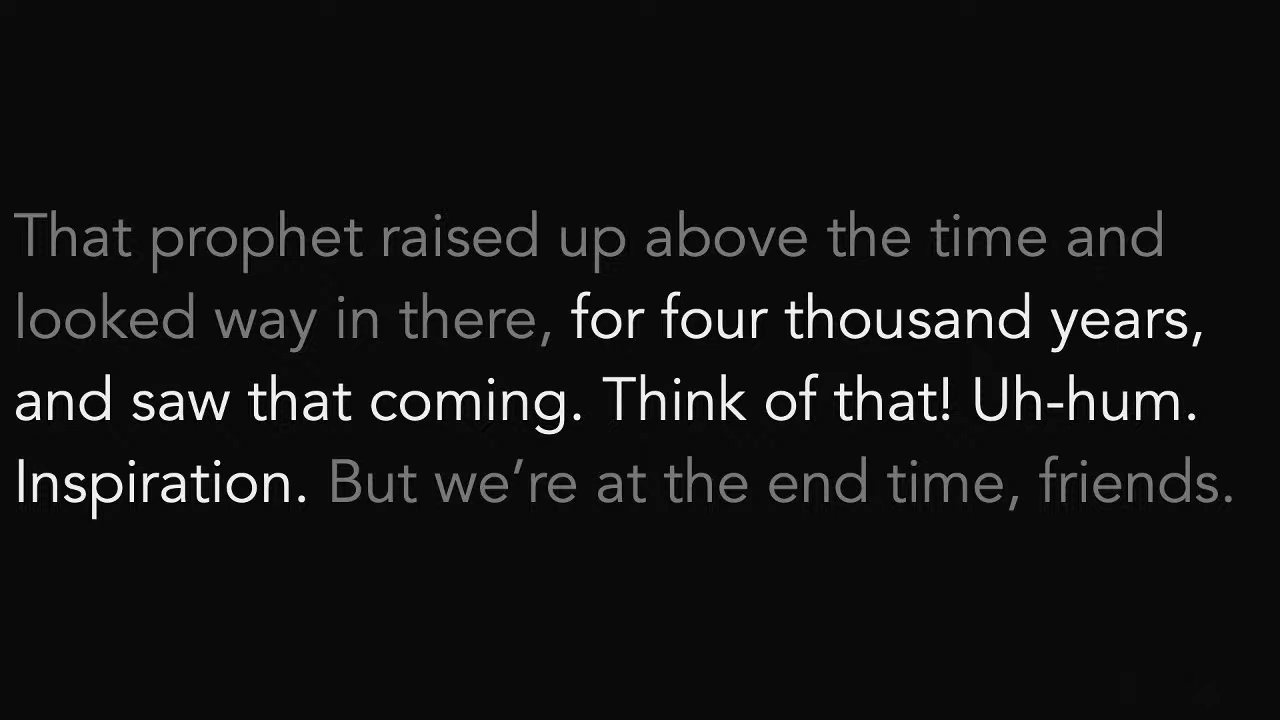 That prophet raised up above the time and
looked way in there, for four thousand years,
and saw that coming. Think of that! Uh-hum.
Inspiration. But we’re at the end time, friends.